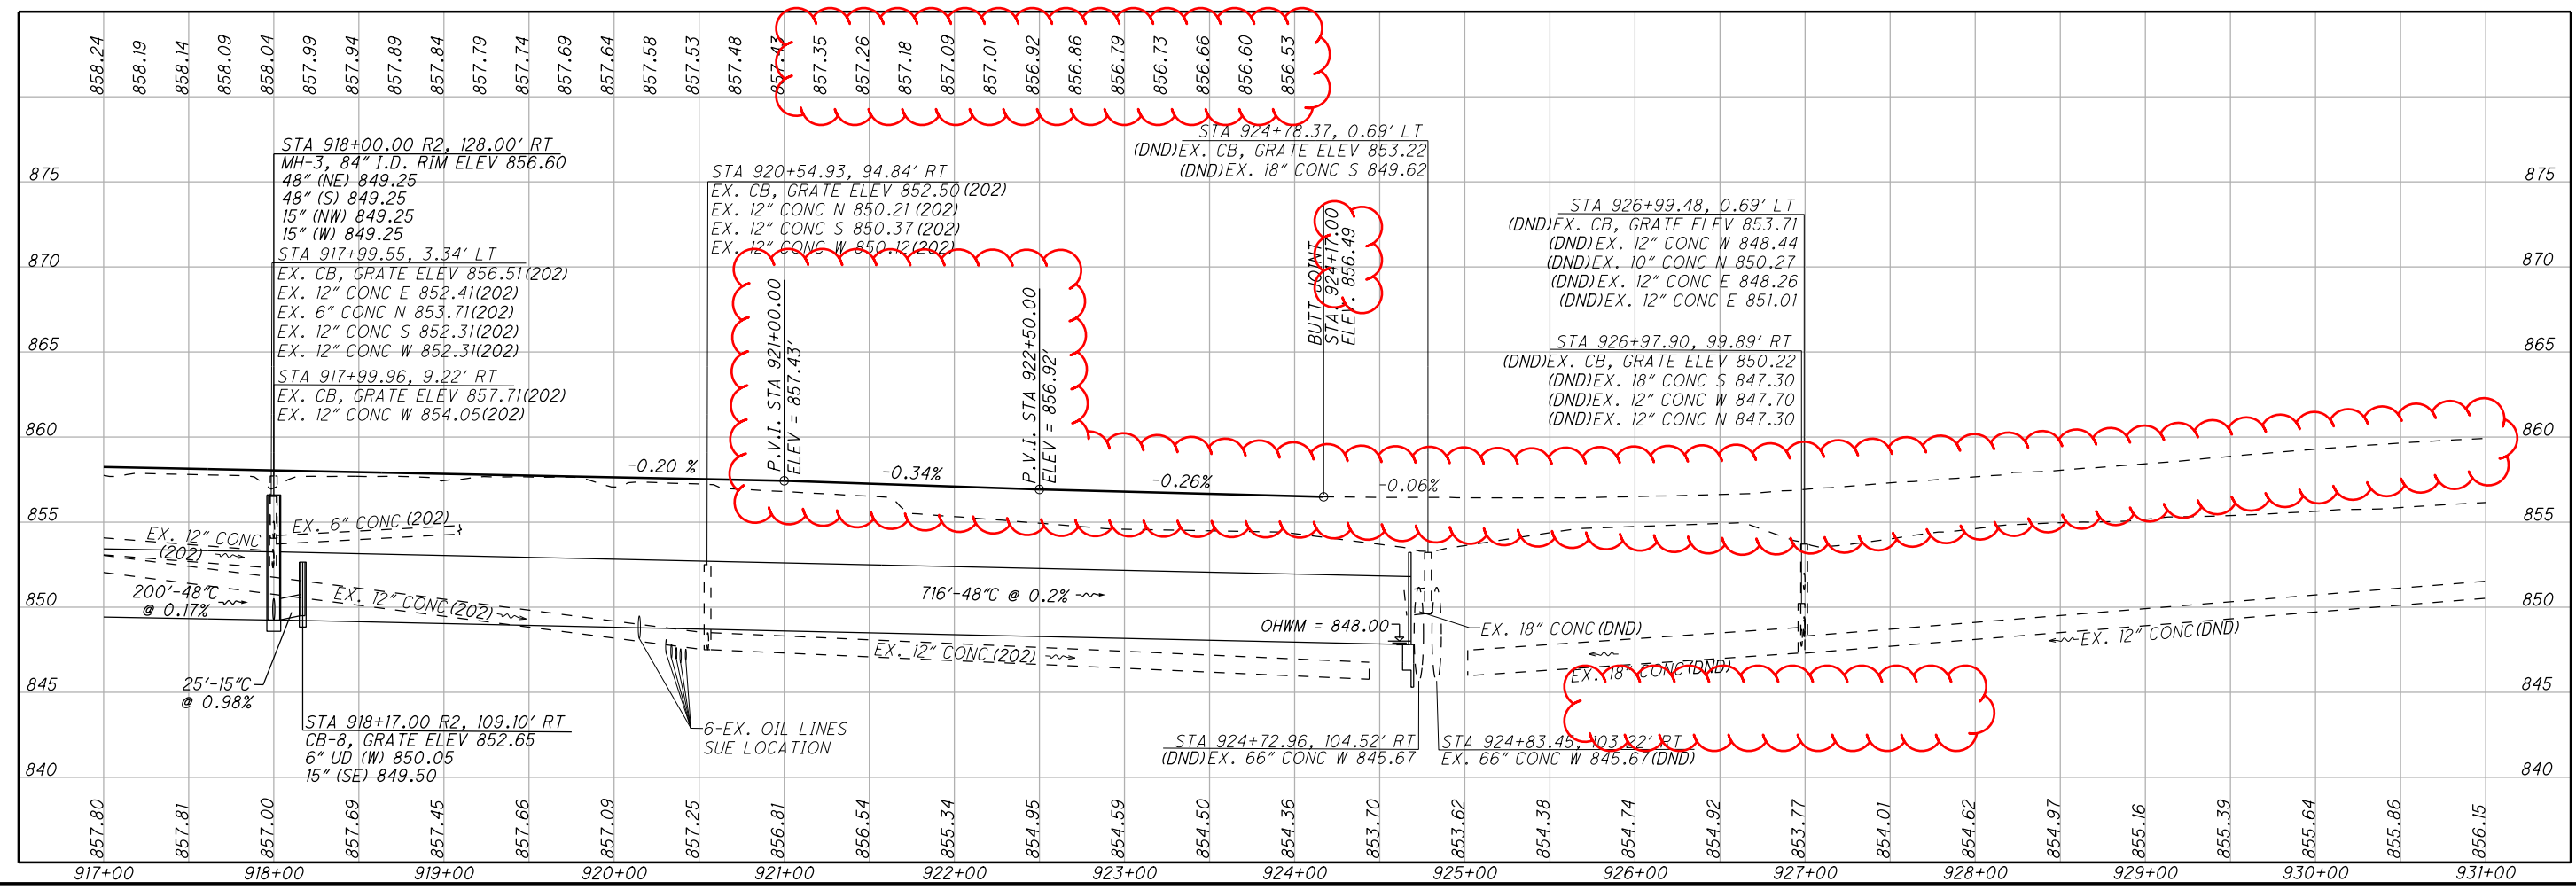 858.24 858.19 858.14 858.09 858.04 857.99 857.94 857.89 857.84 857.79 857.74 857.69 857.64 857.58 857.53 857.48 857.43 857.35 857.26 857.18 857.09 857.01 856.92 856.86 856.79 856.73 856.66 856.60 856.53
STA 918+00.00 R2, 128.00' RT
MH-3, 84" I.D. RIM ELEV 856.60
48" (NE) 849.25
48" (S) 849.25
15" (NW) 849.25
15" (W) 849.25
STA 917+99.55, 3.34' LT
EX. CB, GRATE ELEV 856.51(202)
EX. 12" CONC E 852.41(202)
EX. 6" CONC N 853.71(202)
EX. 12" CONC S 852.31(202)
EX. 12" CONC W 852.31(202)
STA 917+99.96, 9.22' RT
EX. CB, GRATE ELEV 857.71(202)
EX. 12" CONC W 854.05(202)
STA 920+54.93, 94.84' RT
EX. CB, GRATE ELEV 852.50(202)
EX. 12" CONC N 850.21(202)
EX. 12" CONC S 850.37(202)
EX. 12" CONC W 850.12(202)
STA 924+78.37, 0.69' LT
(DND)EX. CB, GRATE ELEV 853.22
(DND)EX. 18" CONC S 849.62
STA 926+99.48, 0.69' LT
(DND)EX. CB, GRATE ELEV 853.71
(DND)EX. 12" CONC W 848.44
(DND)EX. 10" CONC N 850.27
(DND)EX. 12" CONC E 848.26
(DND)EX. 12" CONC E 851.01
STA 926+97.90, 99.89' RT
(DND)EX. CB, GRATE ELEV 850.22
(DND)EX. 18" CONC S 847.30
(DND)EX. 12" CONC W 847.70
(DND)EX. 12" CONC N 847.30
P.V.I. STA 921+00.00
ELEV = 857.43'
P.V.I. STA 922+50.00
ELEV = 856.92'
BUTT JOINT
STA. 924+17.00
ELEV. 856.49
875 875
870 870
865 865
860 860
855 855
850 850
845 845
840 840
-0.20 %
-0.34%
-0.26%
-0.06%
EX. 12" CONC
(202)
EX. 6" CONC (202)
200'-48"C
@ 0.17%
EX. 12" CONC (202)
716'-48"C @ 0.2%
OHWM = 848.00
EX. 18" CONC (DND)
EX. 12" CONC (DND)
EX. 12" CONC (202)
EX. 18" CONC (DND)
25'-15"C
@ 0.98%
STA 918+17.00 R2, 109.10' RT
CB-8, GRATE ELEV 852.65
6" UD (W) 850.05
15" (SE) 849.50
6-EX. OIL LINES
SUE LOCATION
STA 924+72.96, 104.52' RT
(DND)EX. 66" CONC W 845.67
STA 924+83.45, 103.22' RT
EX. 66" CONC W 845.67(DND)
857.80 857.81 857.00 857.69 857.45 857.66 857.09 857.25 856.81 856.54 855.34 854.95 854.59 854.50 854.36 853.70 853.62 854.38 854.74 854.92 853.77 854.01 854.62 854.97 855.16 855.39 855.64 855.86 856.15
917+00 918+00 919+00 920+00 921+00 922+00 923+00 924+00 925+00 926+00 927+00 928+00 929+00 930+00 931+00